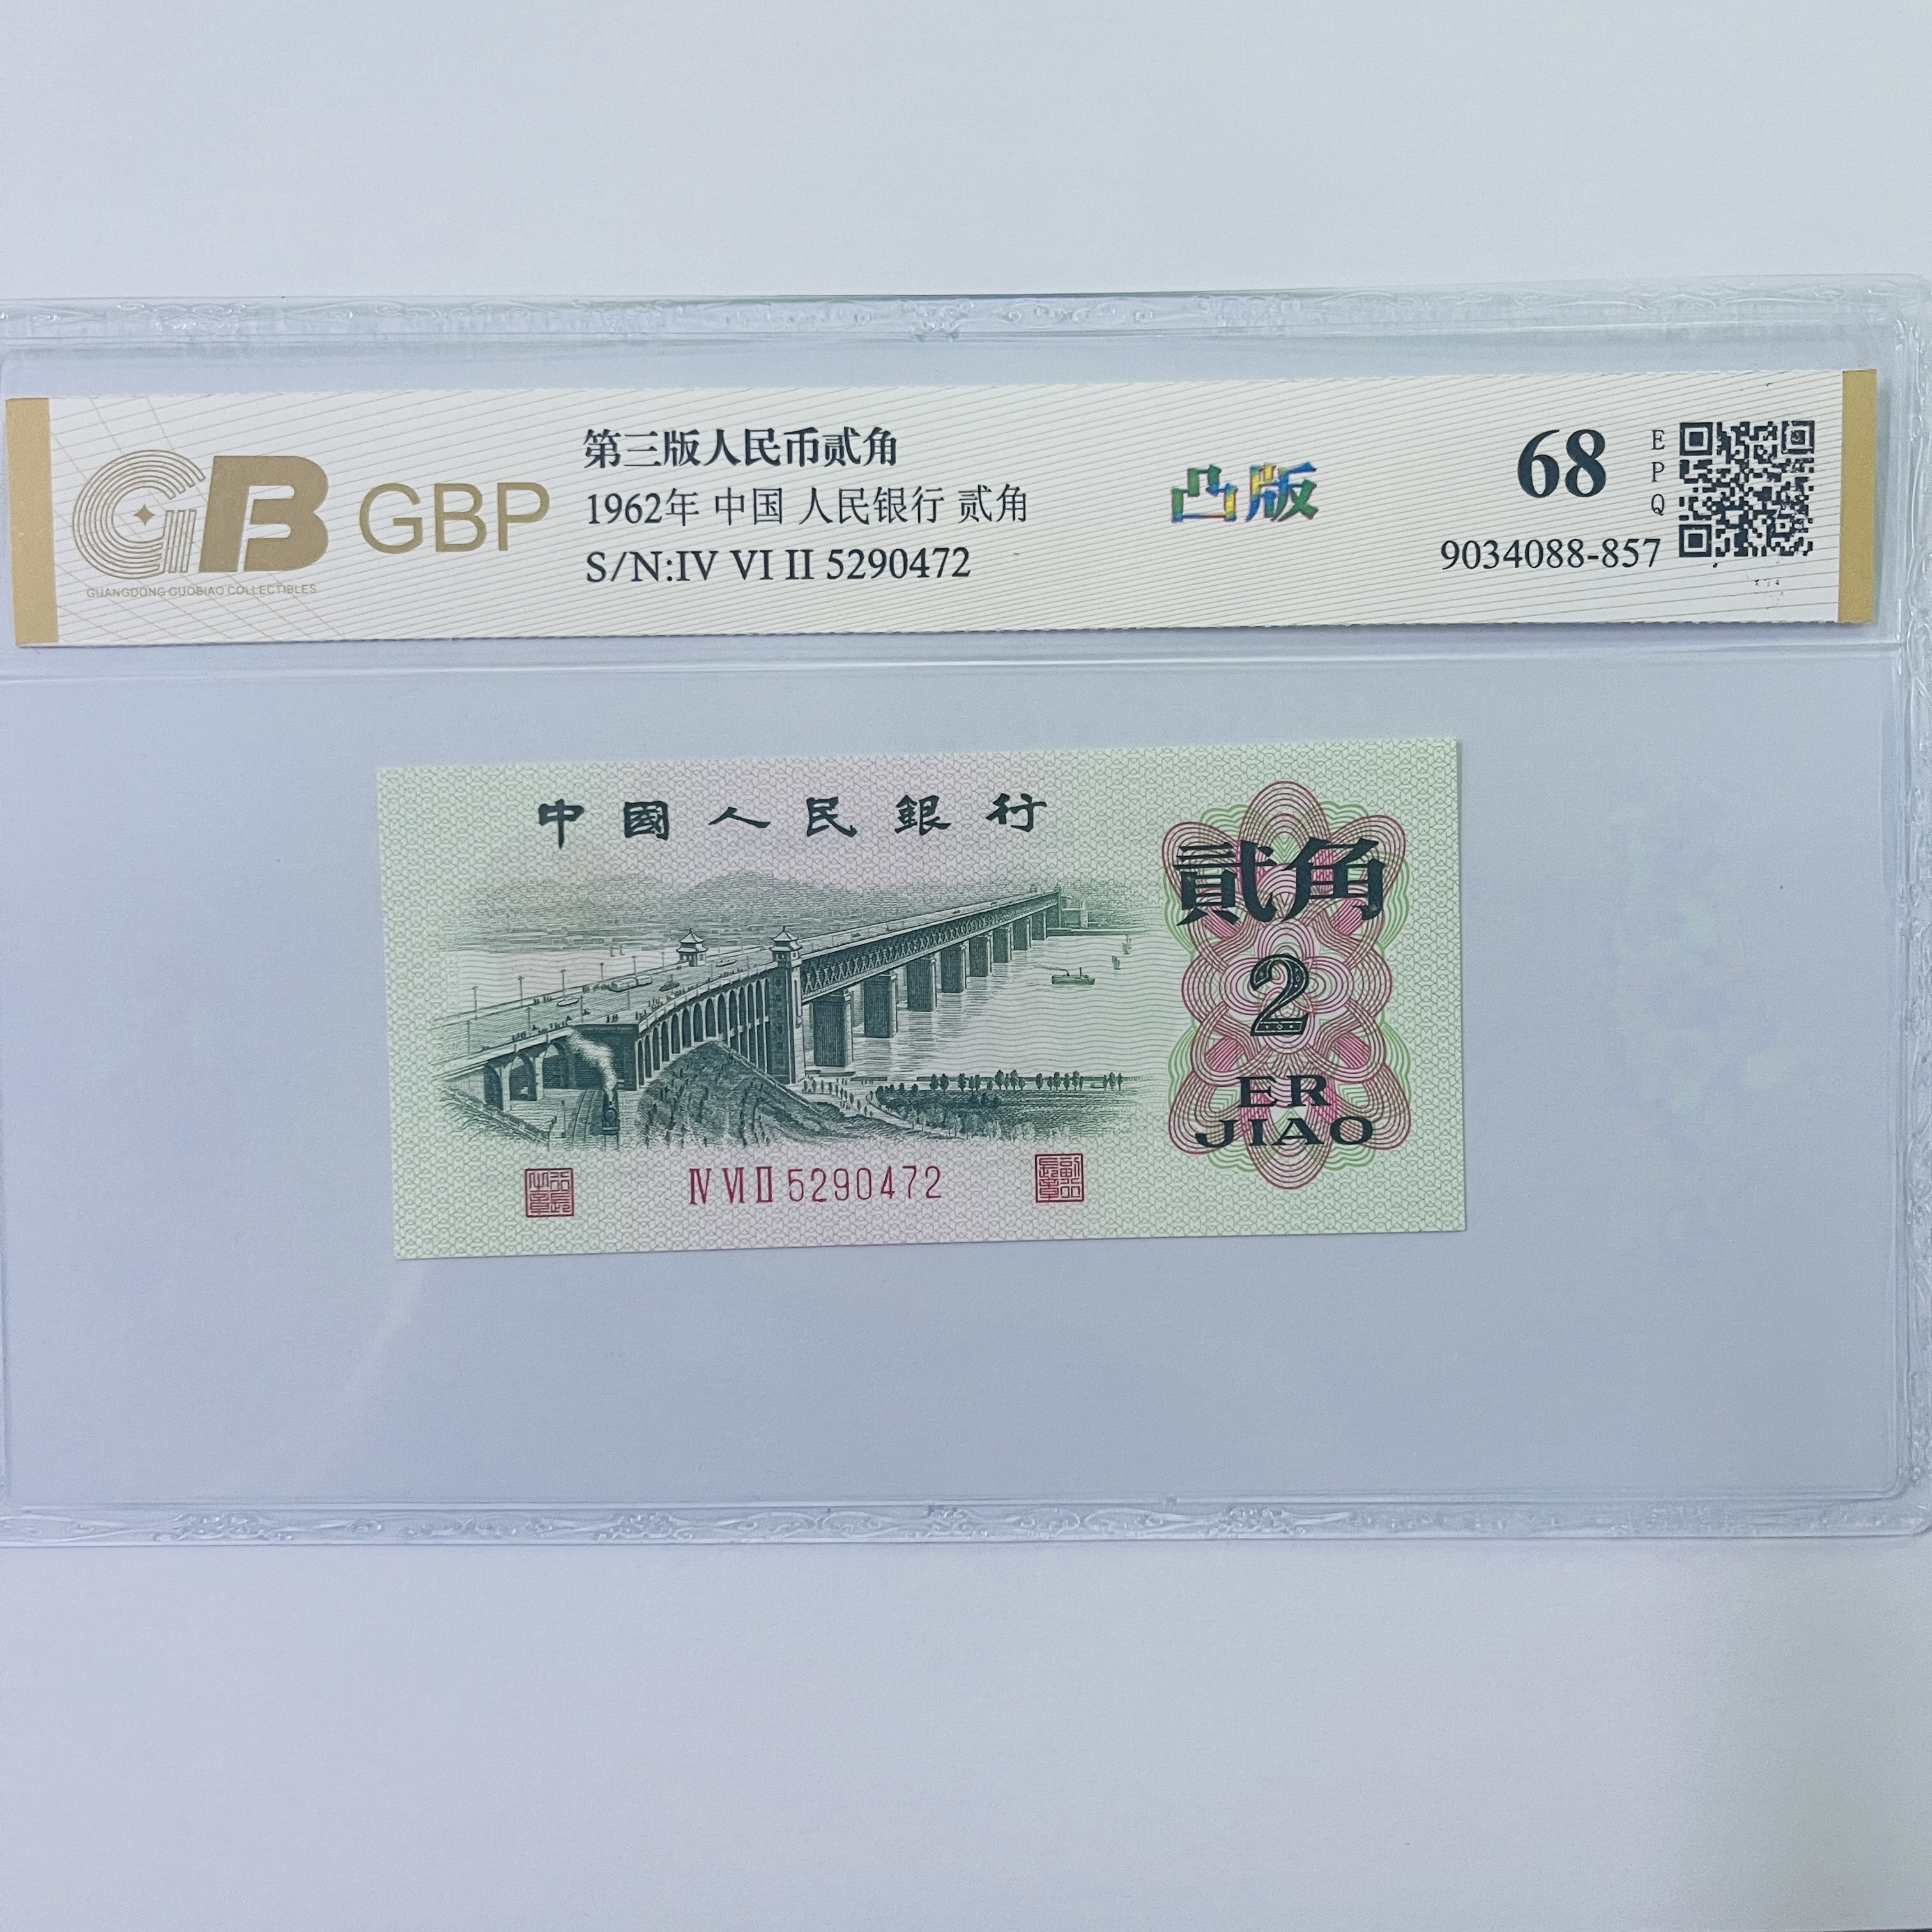 GB GBP
GUANGDONG GUOBIAO COLLECTIBLES
第三版人民币贰角
1962年 中国 人民银行 贰角
S/N:IV VI II 5290472
凸版
68
EPQ
9034088-857
中國人民銀行
貳角
2
ER
JIAO
Ⅳ Ⅵ Ⅱ 5290472